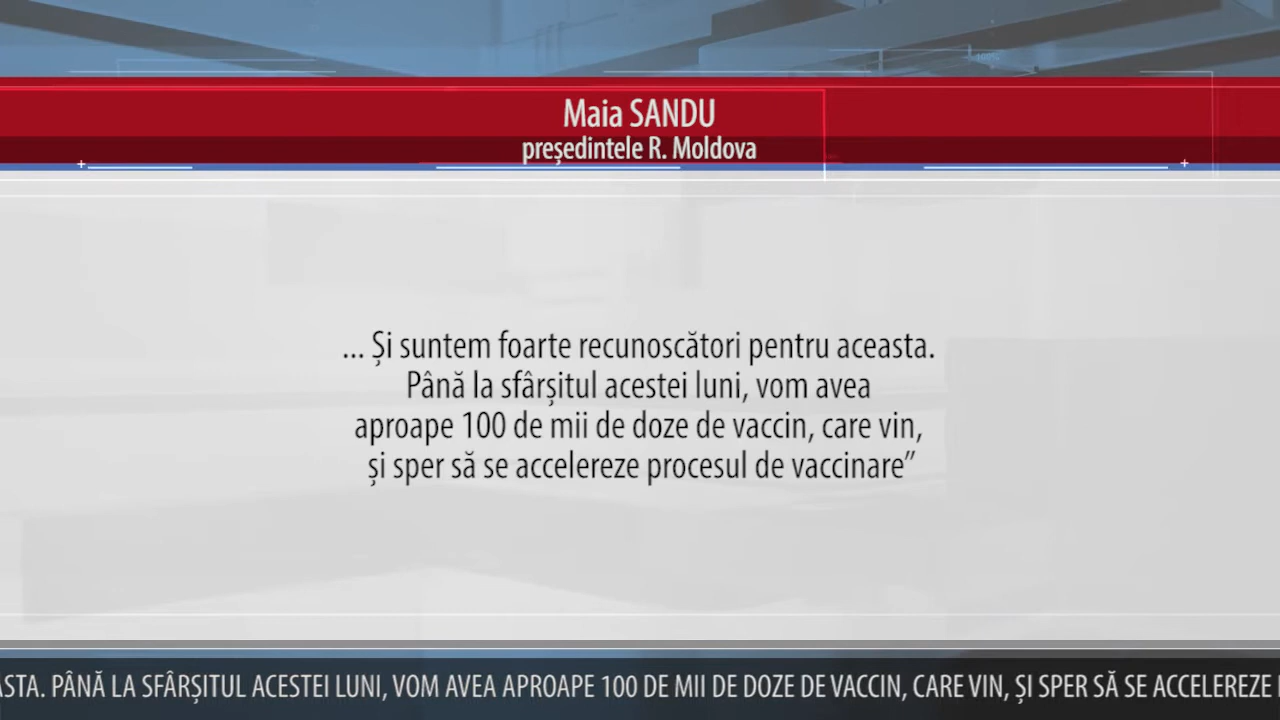 Maia SANDU
președintele R. Moldova
... Și suntem foarte recunoscători pentru aceasta.
Până la sfârșitul acestei luni, vom avea
aproape 100 de mii de doze de vaccin, care vin,
și sper să se accelereze procesul de vaccinare”
ASTA. PÂNĂ LA SFÂRȘITUL ACESTEI LUNI, VOM AVEA APROAPE 100 DE MII DE DOZE DE VACCIN, CARE VIN, ȘI SPER SĂ SE ACCELEREZE